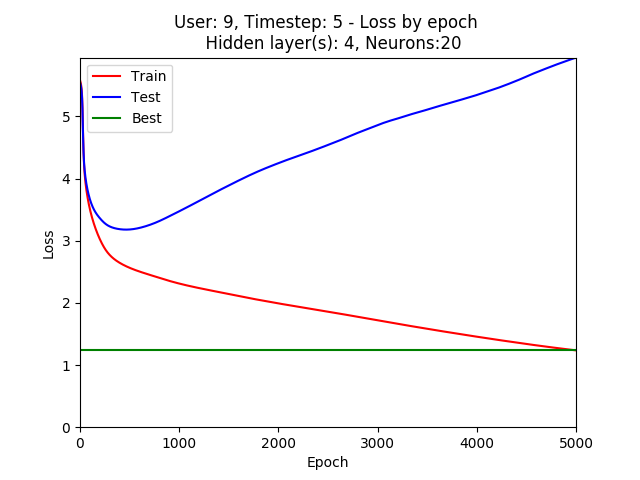 User: 9, Timestep: 5 - Loss by epoch
Hidden layer(s): 4, Neurons:20
Train
Test
Best
Loss
5
4
3
2
1
0
0 1000 2000 3000 4000 5000
Epoch